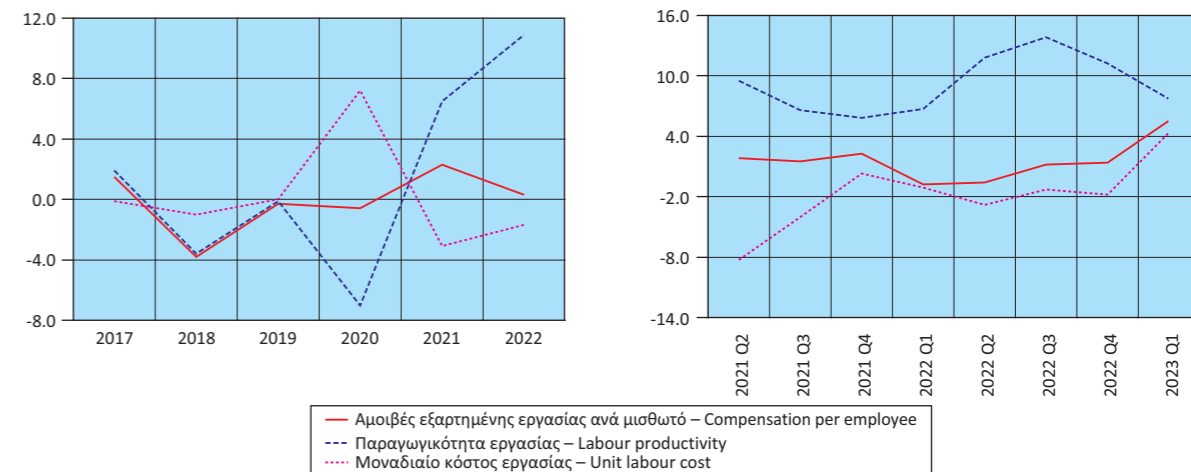 12.0
8.0
4.0
0.0
-4.0
-8.0
2017 2018 2019 2020 2021 2022
16.0
10.0
4.0
-2.0
-8.0
-14.0
2021 Q2
2021 Q3
2021 Q4
2022 Q1
2022 Q2
2022 Q3
2022 Q4
2023 Q1
Αμοιβές εξαρτημένης εργασίας ανά μισθωτό – Compensation per employee
Παραγωγικότητα εργασίας – Labour productivity
Μοναδιαίο κόστος εργασίας – Unit labour cost